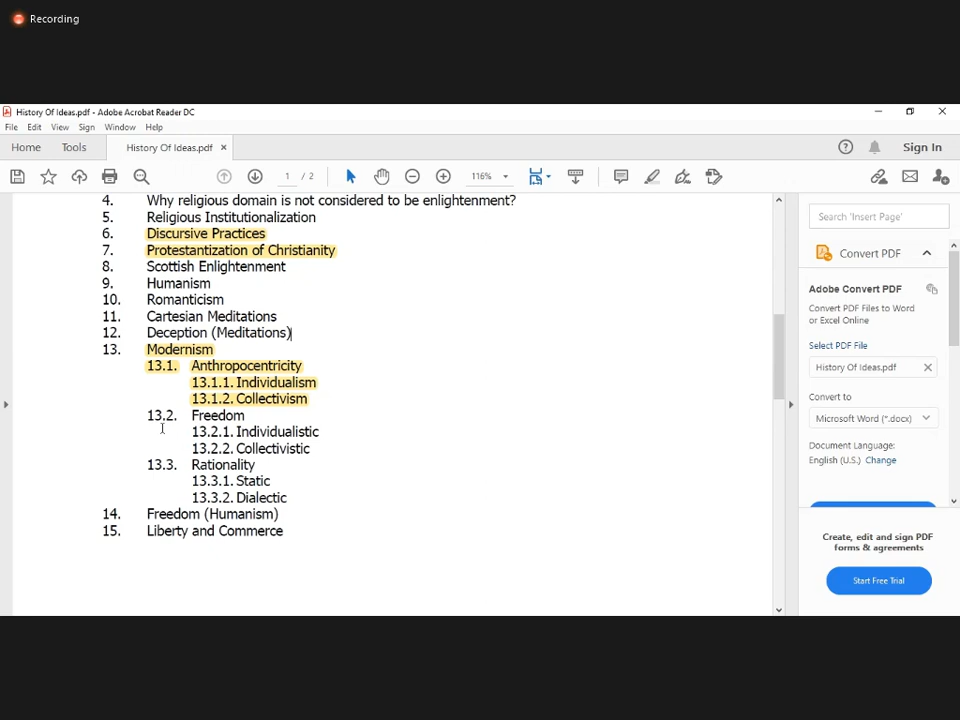 Recording
History Of Ideas.pdf - Adobe Acrobat Reader DC
File Edit View Sign Window Help
Home Tools History Of Ideas.pdf × Sign In
1 / 2 116%
4. Why religious domain is not considered to be enlightenment?
5. Religious Institutionalization
6. Discursive Practices
7. Protestantization of Christianity
8. Scottish Enlightenment
9. Humanism
10. Romanticism
11. Cartesian Meditations
12. Deception (Meditations)
13. Modernism
13.1. Anthropocentricity
13.1.1. Individualism
13.1.2. Collectivism
13.2. Freedom
13.2.1. Individualistic
13.2.2. Collectivistic
13.3. Rationality
13.3.1. Static
13.3.2. Dialectic
14. Freedom (Humanism)
15. Liberty and Commerce
Search 'Insert Page'
Convert PDF
Adobe Convert PDF
Convert PDF Files to Word
or Excel Online
Select PDF File
History Of Ideas.pdf
Convert to
Microsoft Word (*.docx)
Document Language:
English (U.S.) Change
Create, edit and sign PDF
forms & agreements
Start Free Trial